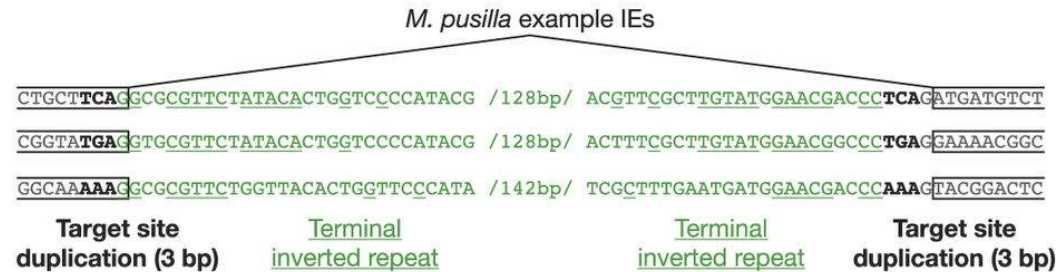 M. pusilla example IEs
CTGCTTCAGGCGCGTTCTATACACTGGTCCCCATACG /128bp/ ACGTTCGCTTGTATGGAACGACCCTCAGATGATGTCT
CGGTATGAGGTGCGTTCTATACACTGGTCCCCATACG /128bp/ ACTTTCGCTTGTATGGAACGGCCCTGAGGAAAACGGC
GGCAAAAAGGCGCGTTCTGGTTACACTGGTTCCCATA /142bp/ TCGCTTTGAATGATGGAACGACCCAAAGTACGGACTC
Target site Terminal Terminal Target site
duplication (3 bp) inverted repeat inverted repeat duplication (3 bp)